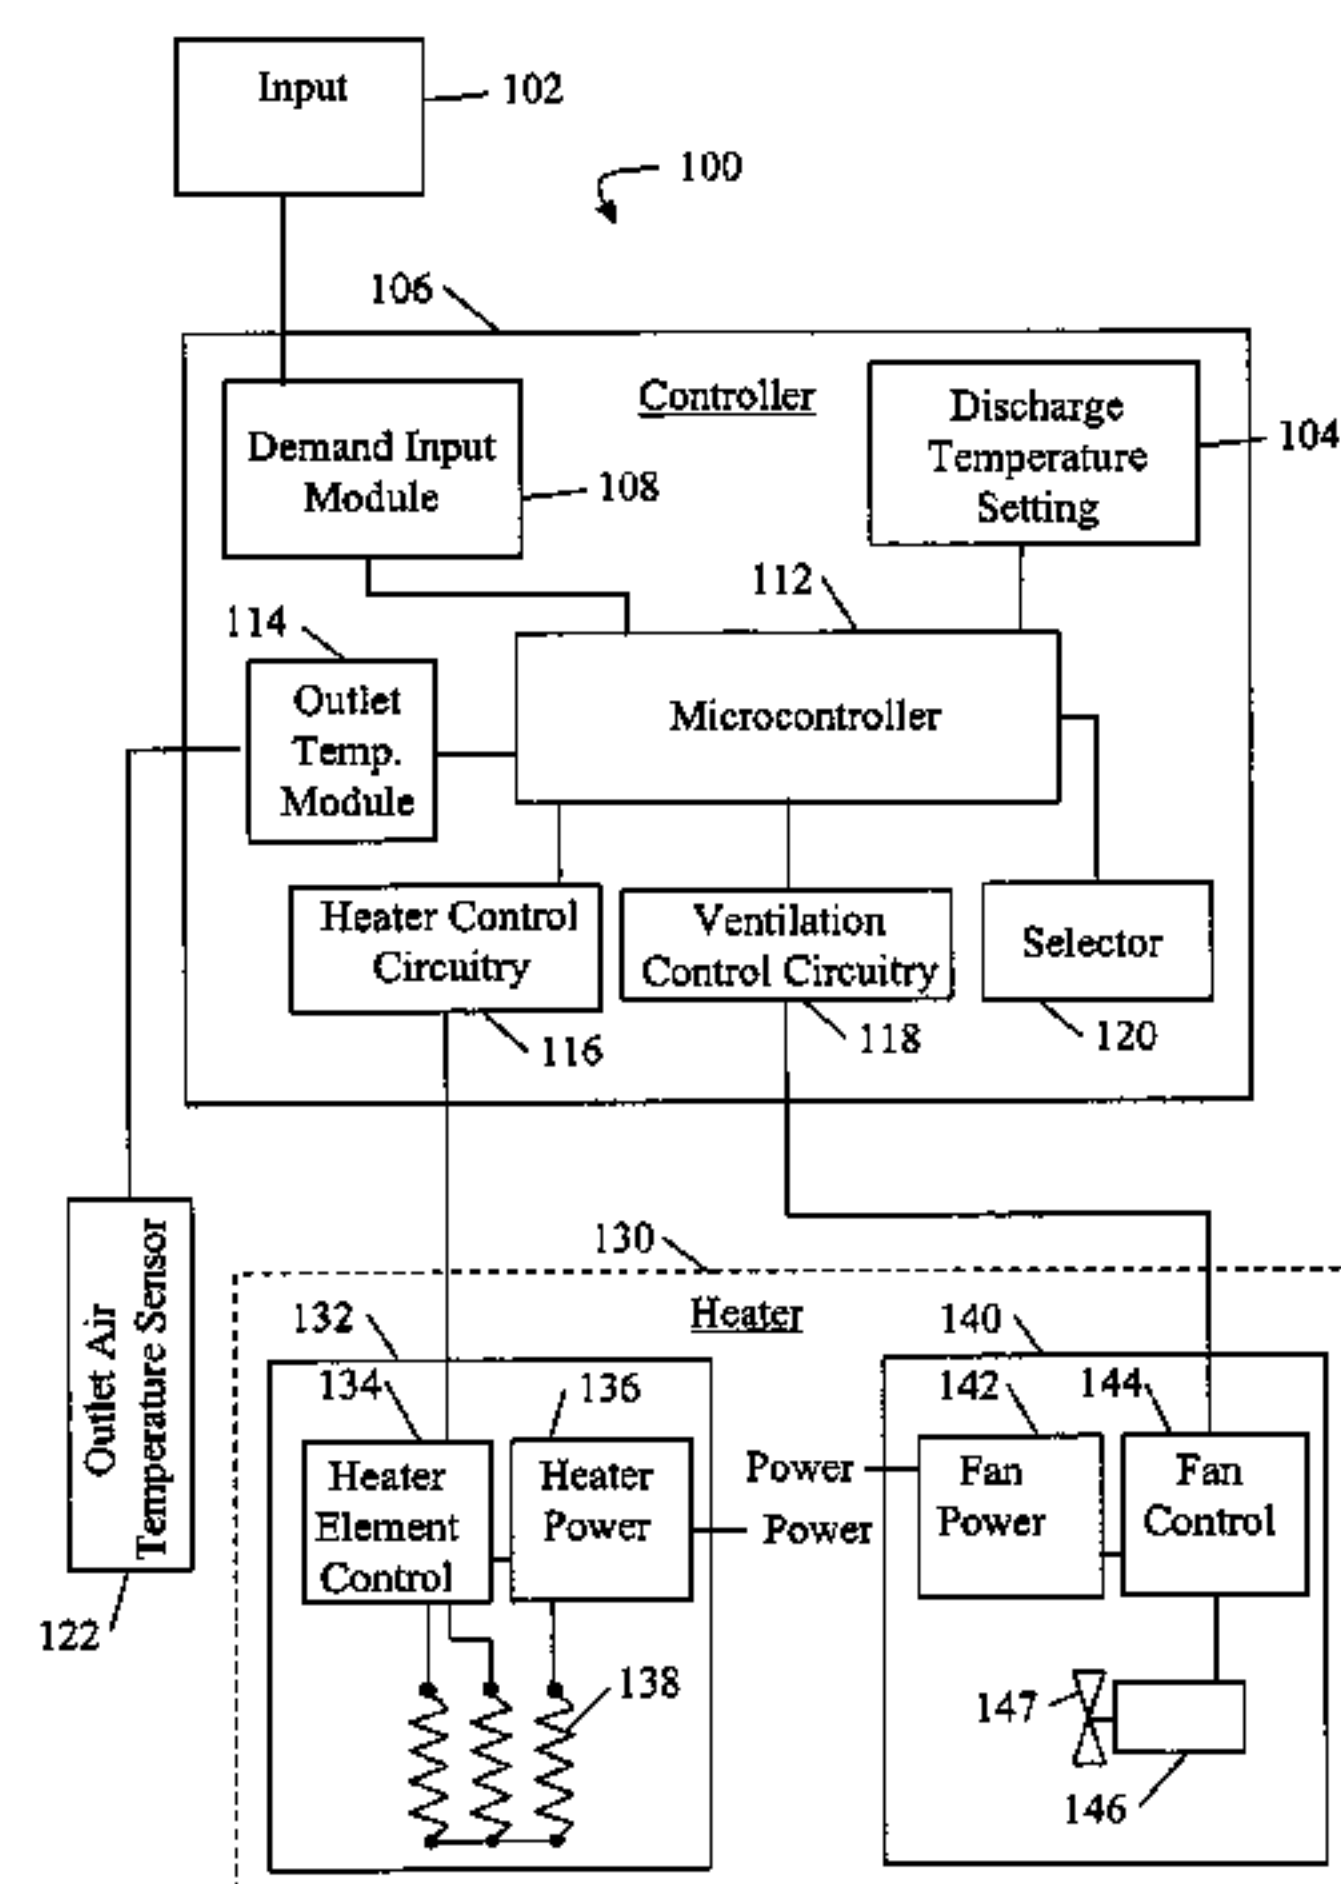 Input
102
100
106
Controller
Demand Input
Module
108
Discharge
Temperature
Setting
104
112
114
Outlet
Temp.
Module
Microcontroller
Heater Control
Circuitry
116
Ventilation
Control Circuitry
118
Selector
120
Outlet Air
Temperature Sensor
122
130
Heater
132
134
136
Heater
Element
Control
Heater
Power
138
Power
Power
140
142
144
Fan
Power
Fan
Control
147
146